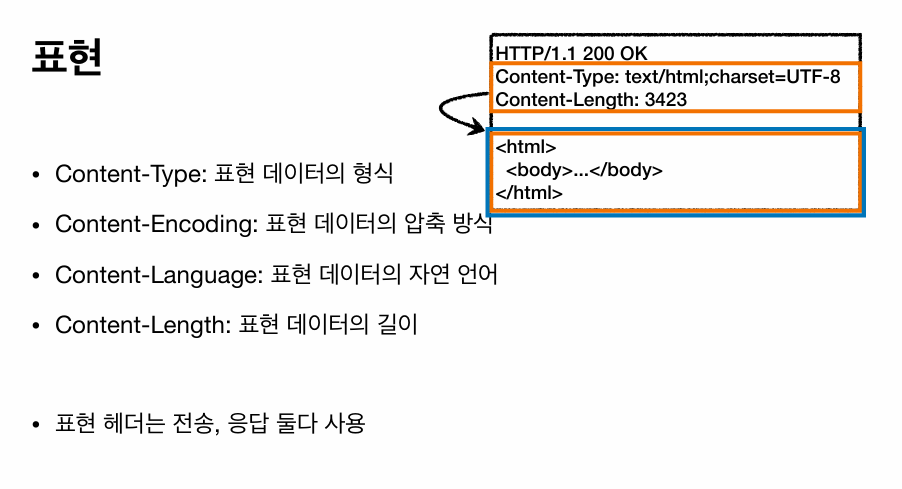 표현
HTTP/1.1 200 OK
Content-Type: text/html;charset=UTF-8
Content-Length: 3423
<html>
<body>...</body>
</html>
• Content-Type: 표현 데이터의 형식
• Content-Encoding: 표현 데이터의 압축 방식
• Content-Language: 표현 데이터의 자연 언어
• Content-Length: 표현 데이터의 길이
• 표현 헤더는 전송, 응답 둘다 사용